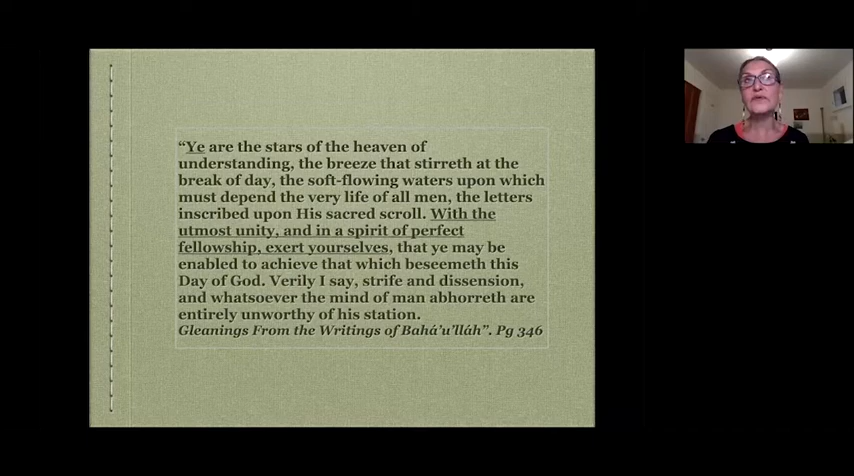 “Ye are the stars of the heaven of
understanding, the breeze that stirreth at the
break of day, the soft-flowing waters upon which
must depend the very life of all men, the letters
inscribed upon His sacred scroll. With the
utmost unity, and in a spirit of perfect
fellowship, exert yourselves, that ye may be
enabled to achieve that which beseemeth this
Day of God. Verily I say, strife and dissension,
and whatsoever the mind of man abhorreth are
entirely unworthy of his station.
Gleanings From the Writings of Bahá’u’lláh”. Pg 346